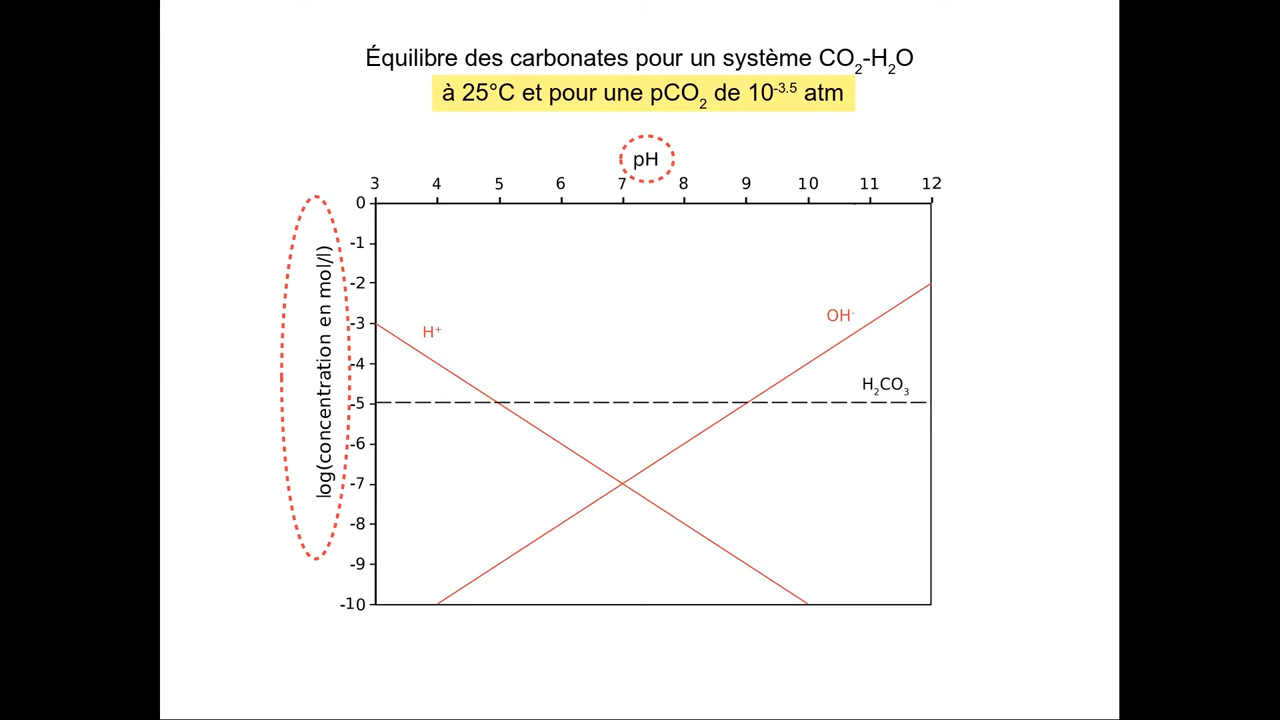 Équilibre des carbonates pour un système CO₂-H₂O
à 25°C et pour une pCO₂ de 10⁻³·⁵ atm
pH
3 4 5 6 7 8 9 10 11 12
0
-1
-2
-3
-4
-5
-6
-7
-8
-9
-10
log(concentration en mol/l)
H⁺
OH⁻
H₂CO₃